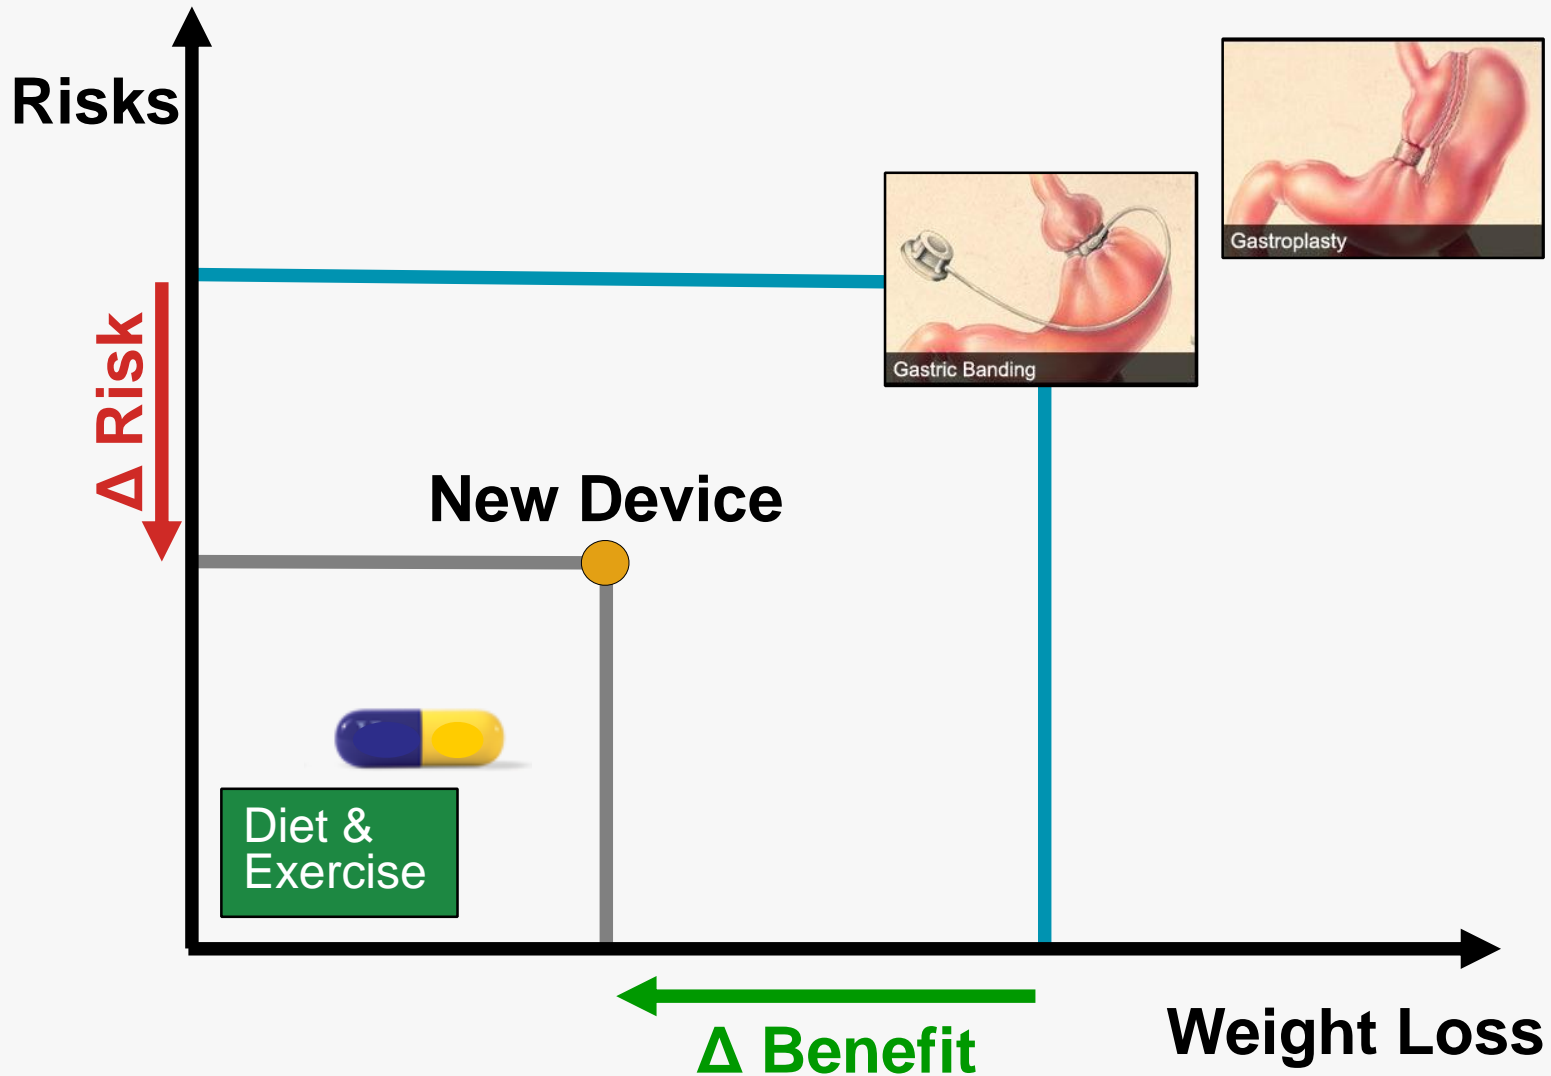 Risks
Gastroplasty
Gastric Banding
Δ Risk
New Device
Diet &
Exercise
Δ Benefit
Weight Loss